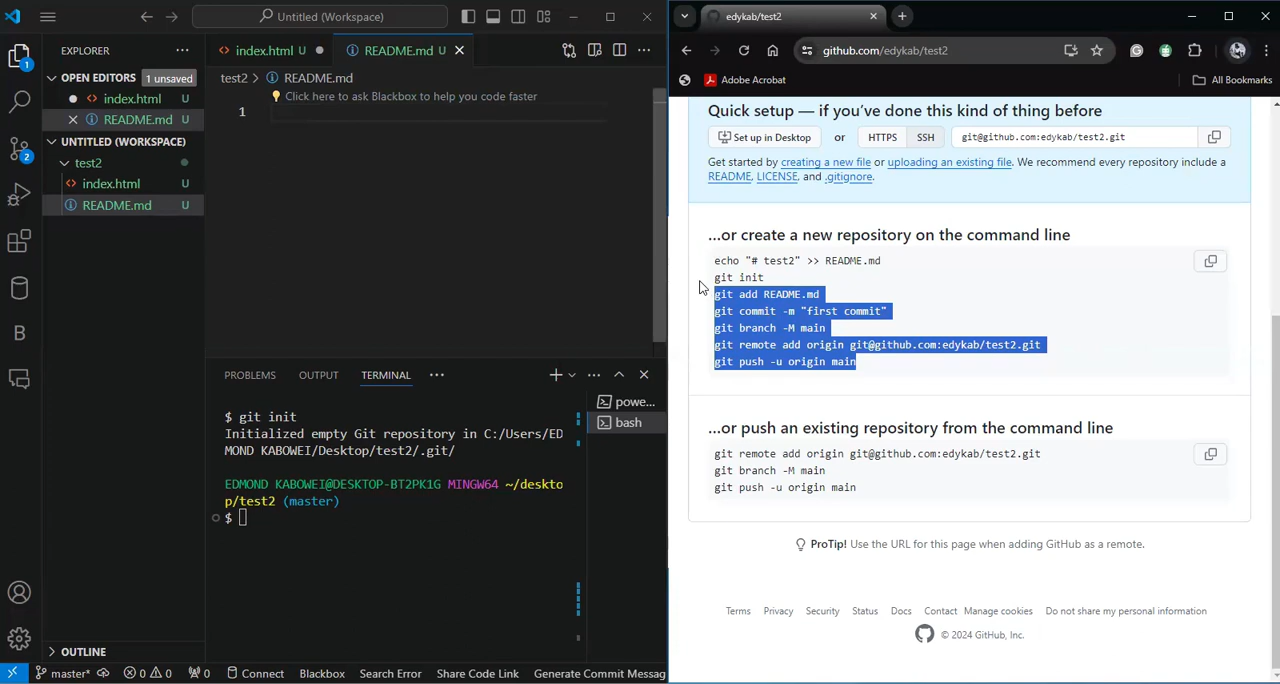 Untitled (Workspace)
EXPLORER
OPEN EDITORS 1 unsaved
index.html U
README.md U
UNTITLED (WORKSPACE)
test2
index.html U
README.md U
OUTLINE
1
2
index.html U
README.md U
test2 > README.md
Click here to ask Blackbox to help you code faster
1
PROBLEMS OUTPUT TERMINAL
$ git init
Initialized empty Git repository in C:/Users/ED
MOND KABOWEI/Desktop/test2/.git/
EDMOND KABOWEI@DESKTOP-BT2PK1G MINGW64 ~/deskto
p/test2 (master)
$
powe...
bash
master* 0 0 0 Connect Blackbox Search Error Share Code Link Generate Commit Messag
edykab/test2
github.com/edykab/test2
Adobe Acrobat
All Bookmarks
Quick setup — if you've done this kind of thing before
Set up in Desktop or HTTPS SSH git@github.com:edykab/test2.git
Get started by creating a new file or uploading an existing file. We recommend every repository include a
README, LICENSE, and .gitignore.
...or create a new repository on the command line
echo "# test2" >> README.md
git init
git add README.md
git commit -m "first commit"
git branch -M main
git remote add origin git@github.com:edykab/test2.git
git push -u origin main
...or push an existing repository from the command line
git remote add origin git@github.com:edykab/test2.git
git branch -M main
git push -u origin main
ProTip! Use the URL for this page when adding GitHub as a remote.
Terms Privacy Security Status Docs Contact Manage cookies Do not share my personal information
© 2024 GitHub, Inc.